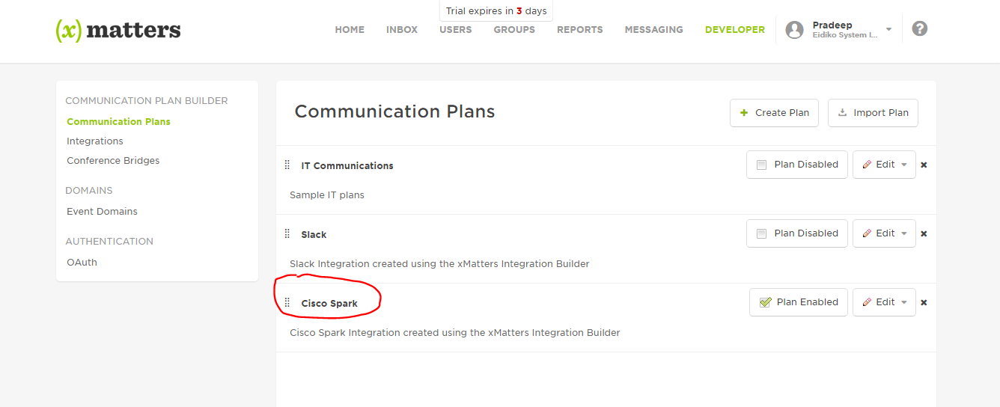 Trial expires in 3 days
(x) matters
HOME INBOX USERS GROUPS REPORTS MESSAGING DEVELOPER
Pradeep
Eidiko System I...
?
COMMUNICATION PLAN BUILDER
Communication Plans
Integrations
Conference Bridges
DOMAINS
Event Domains
AUTHENTICATION
OAuth
Communication Plans
+ Create Plan
Import Plan
IT Communications
Plan Disabled
Edit
Sample IT plans
Slack
Plan Disabled
Edit
Slack Integration created using the xMatters Integration Builder
Cisco Spark
Plan Enabled
Edit
Cisco Spark Integration created using the xMatters Integration Builder